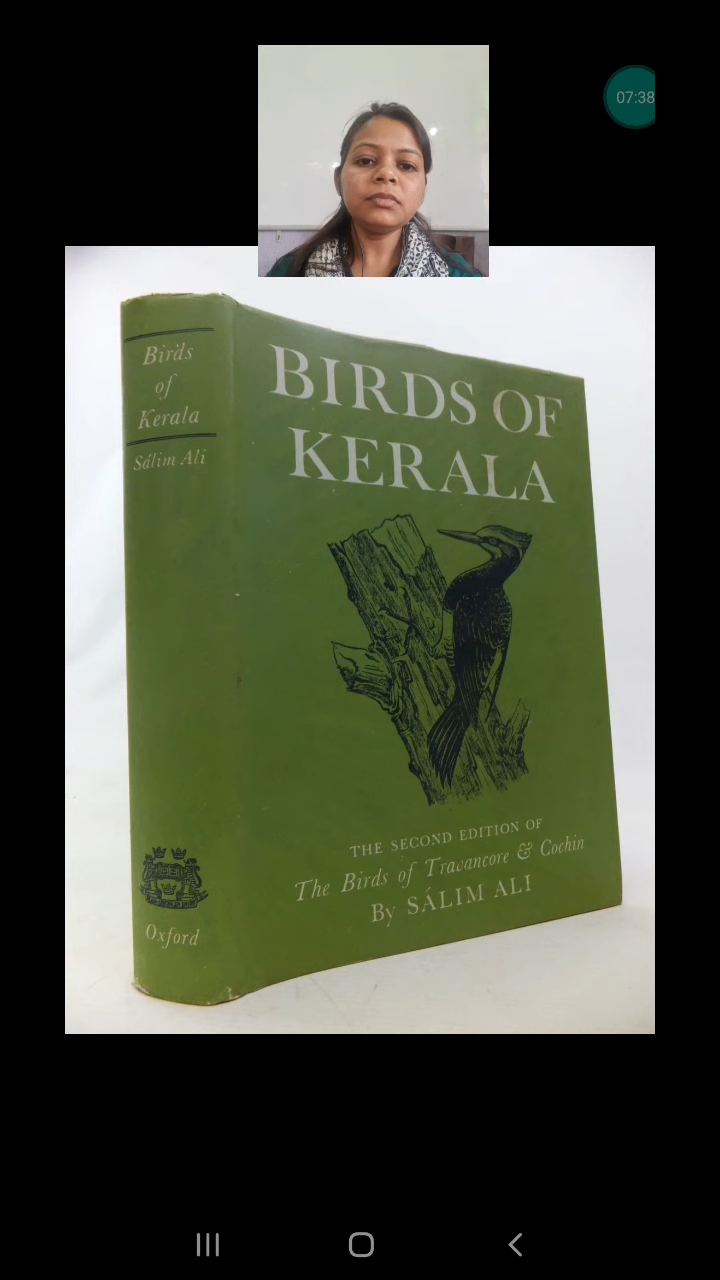 07:38
Birds
of
Kerala
Sálim Ali
Oxford
BIRDS OF
KERALA
THE SECOND EDITION OF
The Birds of Travancore & Cochin
By SÁLIM ALI